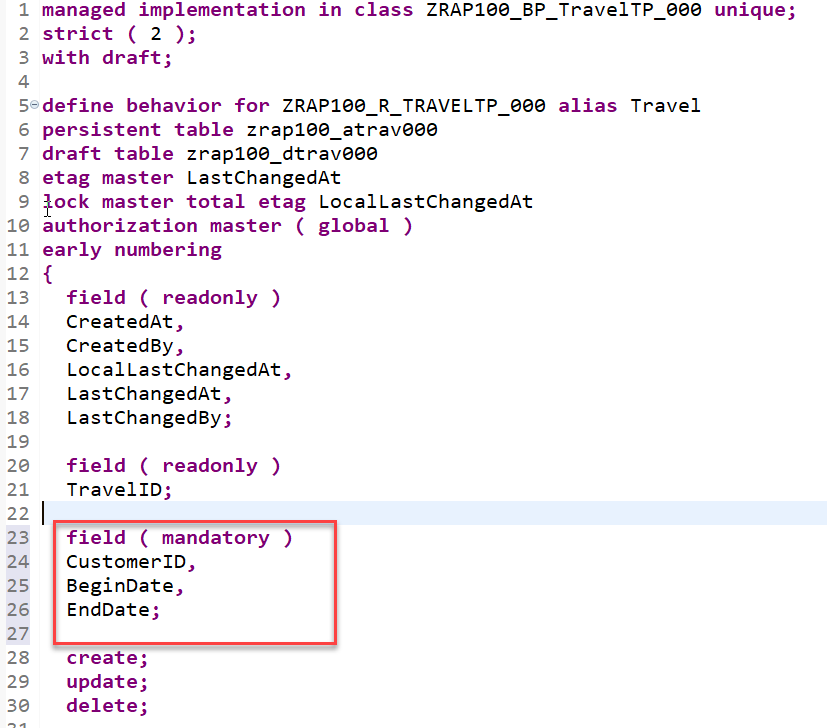 1 managed implementation in class ZRAP100_BP_TravelTP_000 unique;
2 strict ( 2 );
3 with draft;
4
5 define behavior for ZRAP100_R_TRAVELTP_000 alias Travel
6 persistent table zrap100_atrav000
7 draft table zrap100_dtrav000
8 etag master LastChangedAt
9 lock master total etag LocalLastChangedAt
10 authorization master ( global )
11 early numbering
12 {
13 field ( readonly )
14 CreatedAt,
15 CreatedBy,
16 LocalLastChangedAt,
17 LastChangedAt,
18 LastChangedBy;
19
20 field ( readonly )
21 TravelID;
22
23 field ( mandatory )
24 CustomerID,
25 BeginDate,
26 EndDate;
27
28 create;
29 update;
30 delete;